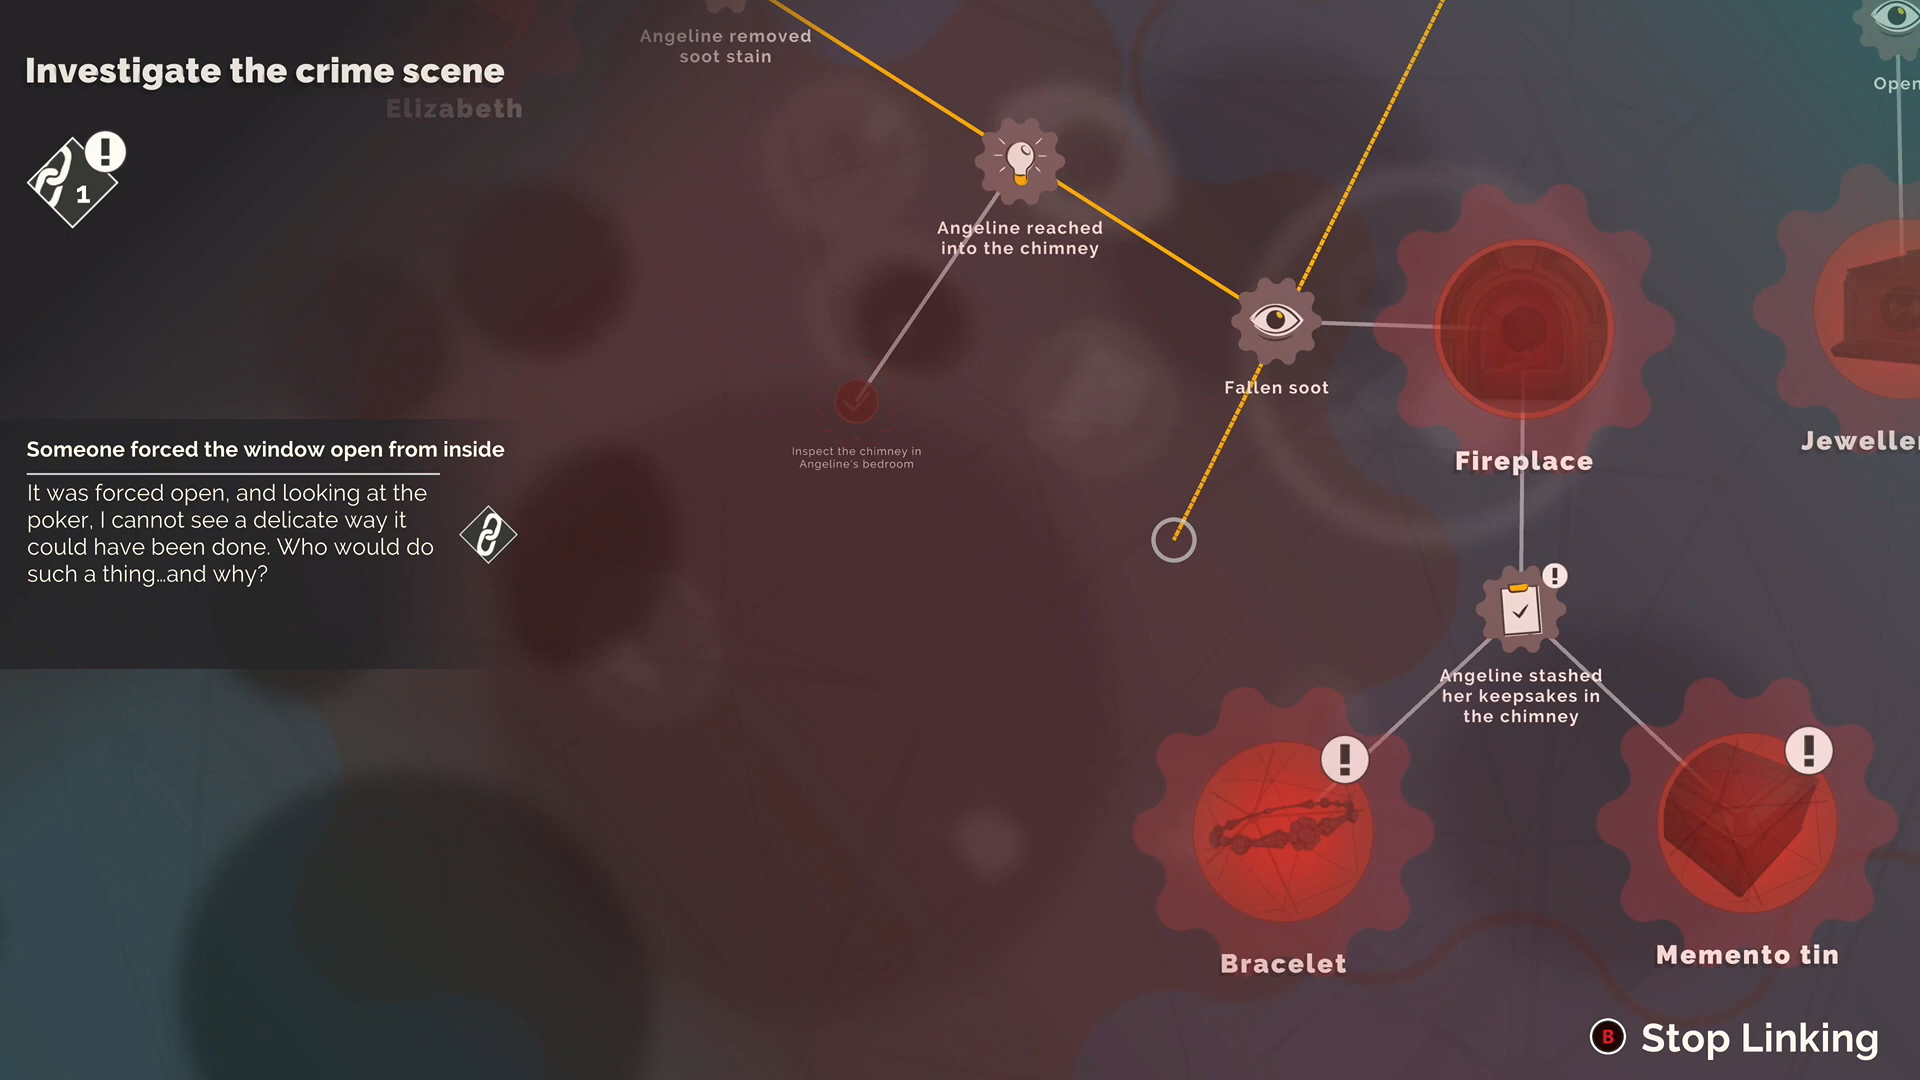 Angeline removed
soot stain
Investigate the crime scene
Elizabeth
Open
1
Angeline reached
into the chimney
Fallen soot
Jeweller
Fireplace
Someone forced the window open from inside
It was forced open, and looking at the
poker, I cannot see a delicate way it
could have been done. Who would do
such a thing...and why?
Inspect the chimney in
Angeline's bedroom
Angeline stashed
her keepsakes in
the chimney
Bracelet
Memento tin
B Stop Linking